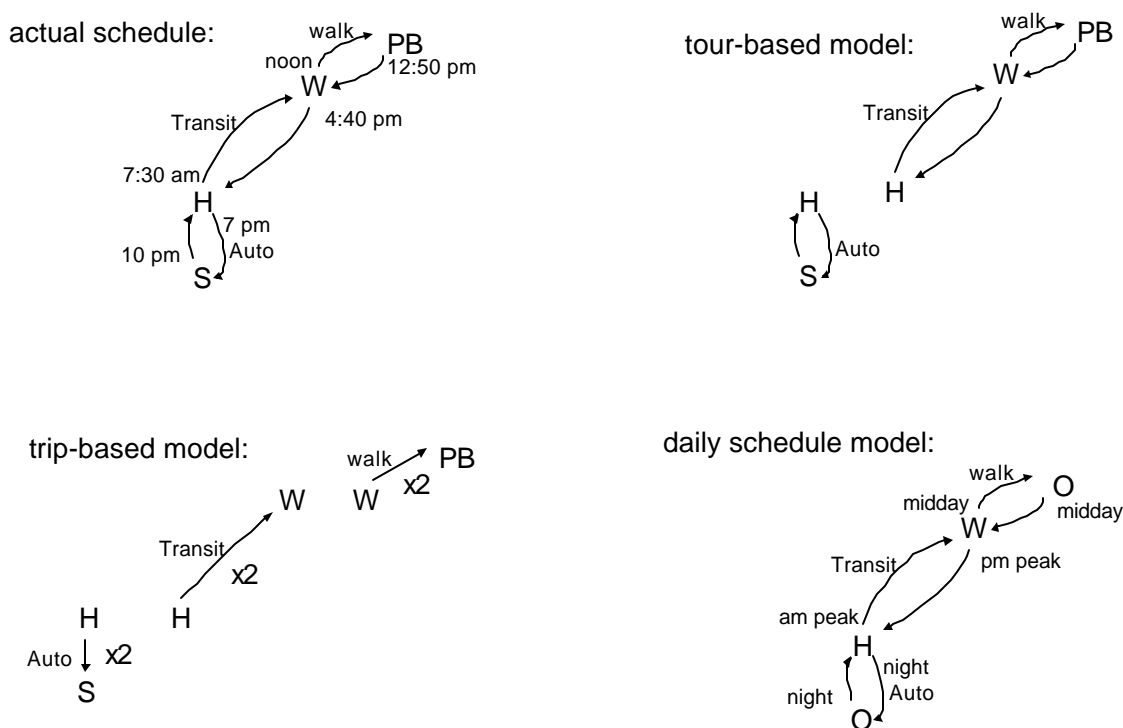 actual schedule:
walk
PB
noon
12:50 pm
W
Transit
4:40 pm
7:30 am
H
7 pm
10 pm
Auto
S
tour-based model:
walk
PB
W
Transit
H
H
Auto
S
trip-based model:
walk
PB
x2
W
W
Transit
x2
H
H
Auto
x2
S
daily schedule model:
walk
O
midday
midday
W
Transit
pm peak
am peak
H
night
night
Auto
O